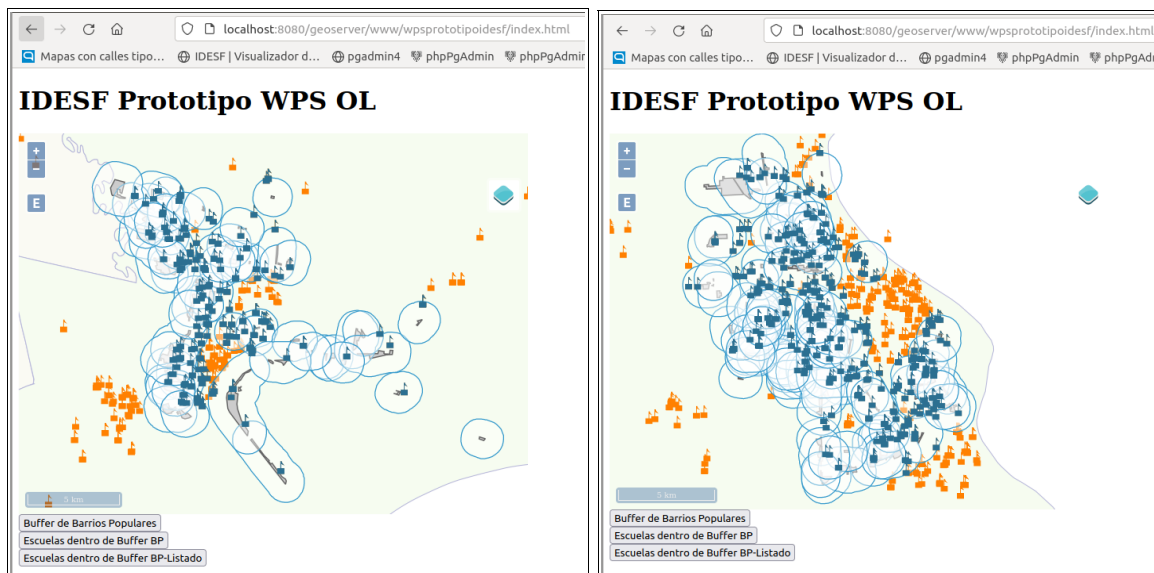 localhost:8080/geoserver/www/wpsprototipoidesf/index.html
Mapas con calles tipo… IDESF | Visualizador d… pgadmin4 phpPgAdmin phpPgAdmin
IDESF Prototipo WPS OL
+
−
E
5 km
Buffer de Barrios Populares
Escuelas dentro de Buffer BP
Escuelas dentro de Buffer BP-Listado
localhost:8080/geoserver/www/wpsprototipoidesf/index.html
Mapas con calles tipo… IDESF | Visualizador d… pgadmin4 phpPgAdmin phpPgAd
IDESF Prototipo WPS OL
+
−
E
5 km
Buffer de Barrios Populares
Escuelas dentro de Buffer BP
Escuelas dentro de Buffer BP-Listado